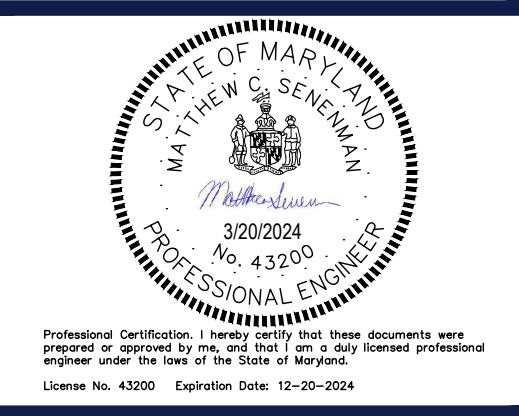 STATE OF MARYLAND
MATTHEW C. SENENMAN
Matthew Senenman
3/20/2024
No. 43200
PROFESSIONAL ENGINEER
Professional Certification. I hereby certify that these documents were
prepared or approved by me, and that I am a duly licensed professional
engineer under the laws of the State of Maryland.
License No. 43200 Expiration Date: 12-20-2024